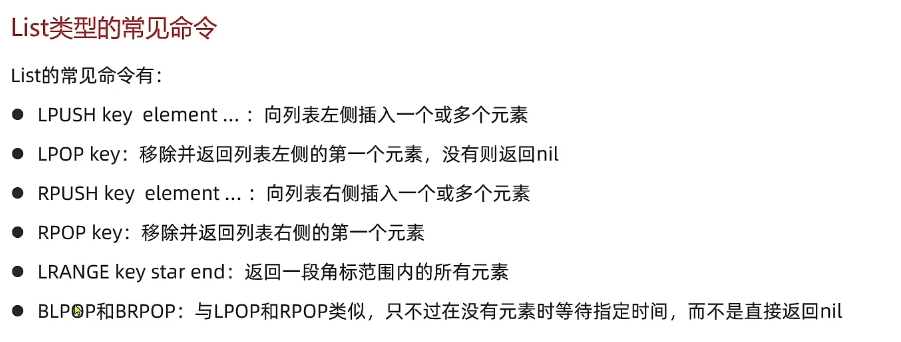 List类型的常见命令
List的常见命令有：
● LPUSH key element ... ：向列表左侧插入一个或多个元素
● LPOP key：移除并返回列表左侧的第一个元素，没有则返回nil
● RPUSH key element ... ：向列表右侧插入一个或多个元素
● RPOP key：移除并返回列表右侧的第一个元素
● LRANGE key star end：返回一段角标范围内的所有元素
● BLPOP和BRPOP：与LPOP和RPOP类似，只不过在没有元素时等待指定时间，而不是直接返回nil